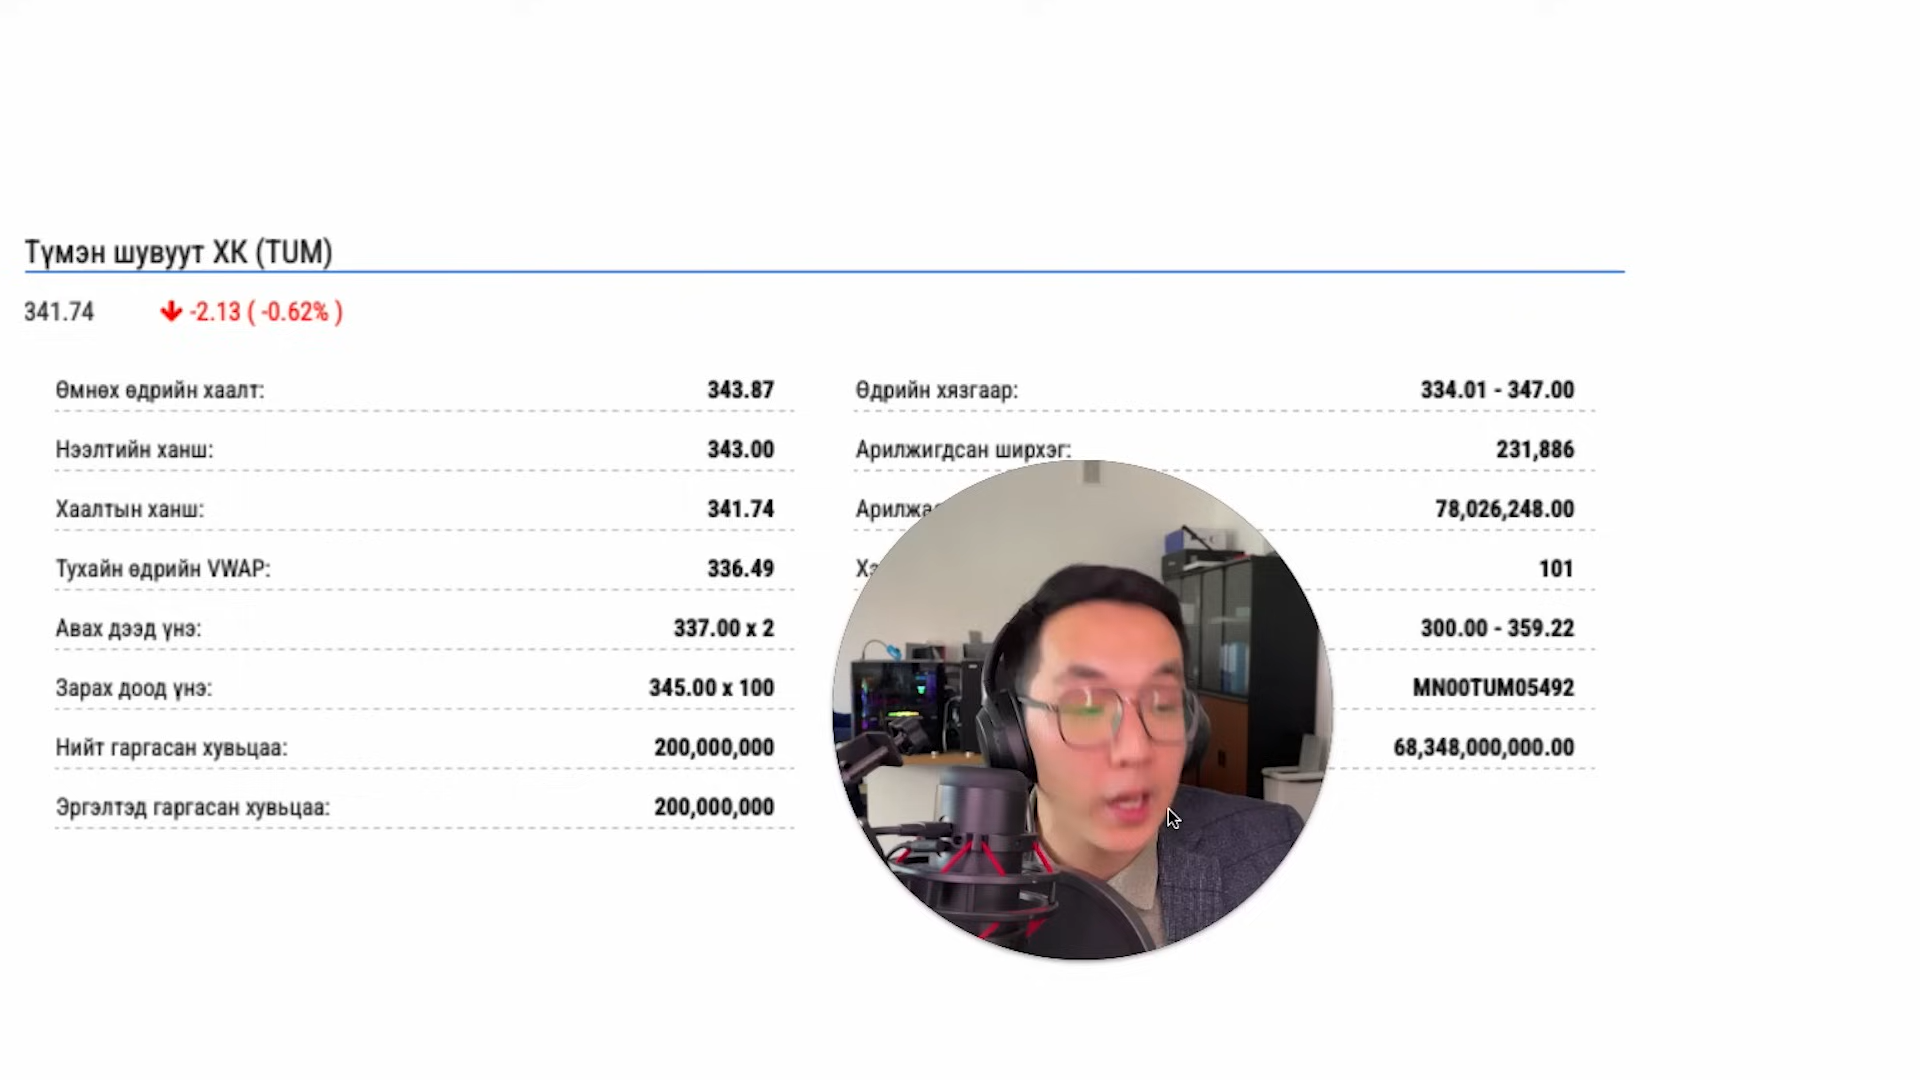 Түмэн шувуут ХК (TUM)
341.74 -2.13 ( -0.62% )
Өмнөх өдрийн хаалт: 343.87
Нээлтийн ханш: 343.00
Хаалтын ханш: 341.74
Тухайн өдрийн VWAP: 336.49
Авах дээд үнэ: 337.00 x 2
Зарах доод үнэ: 345.00 x 100
Нийт гаргасан хувьцаа: 200,000,000
Эргэлтэд гаргасан хувьцаа: 200,000,000
Өдрийн хязгаар: 334.01 - 347.00
Арилжигдсан ширхэг: 231,886
78,026,248.00
101
300.00 - 359.22
MN00TUM05492
68,348,000,000.00